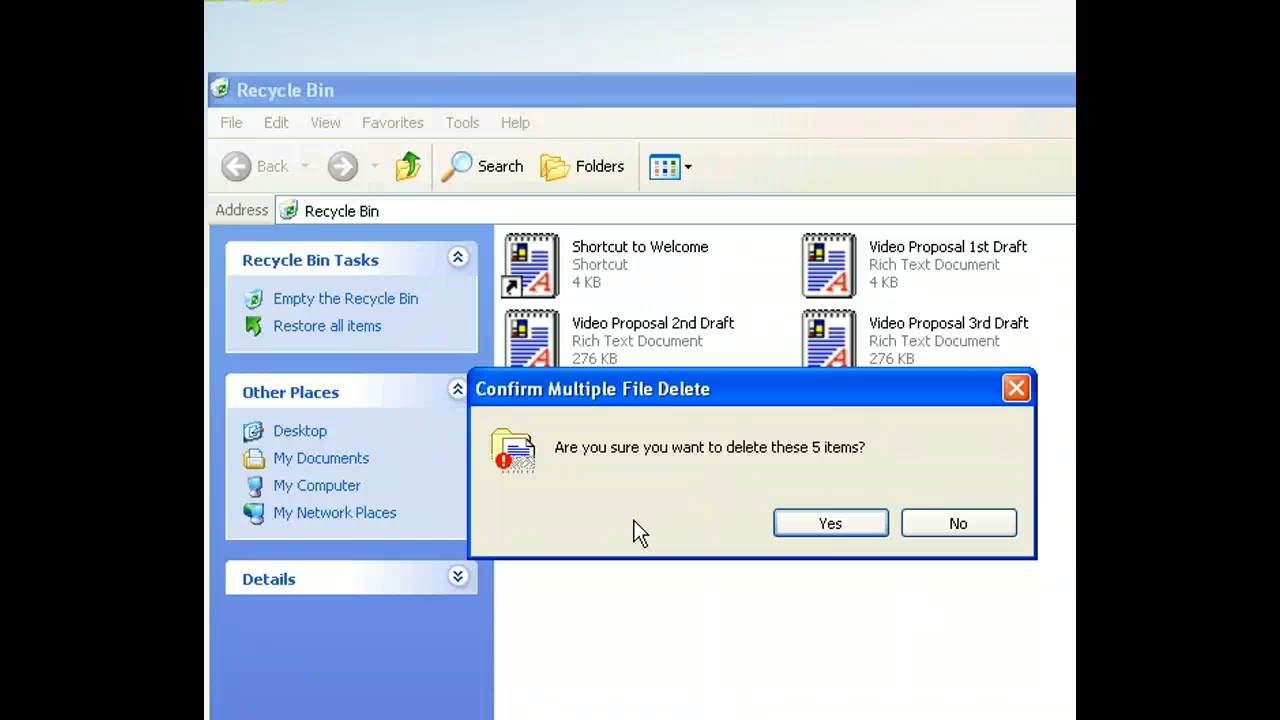 Recycle Bin
File Edit View Favorites Tools Help
Back Search Folders
Address Recycle Bin
Recycle Bin Tasks
Empty the Recycle Bin
Restore all items
Other Places
Desktop
My Documents
My Computer
My Network Places
Details
Shortcut to Welcome
Shortcut
4 KB
Video Proposal 1st Draft
Rich Text Document
4 KB
Video Proposal 2nd Draft
Rich Text Document
276 KB
Video Proposal 3rd Draft
Rich Text Document
276 KB
Confirm Multiple File Delete
Are you sure you want to delete these 5 items?
Yes No